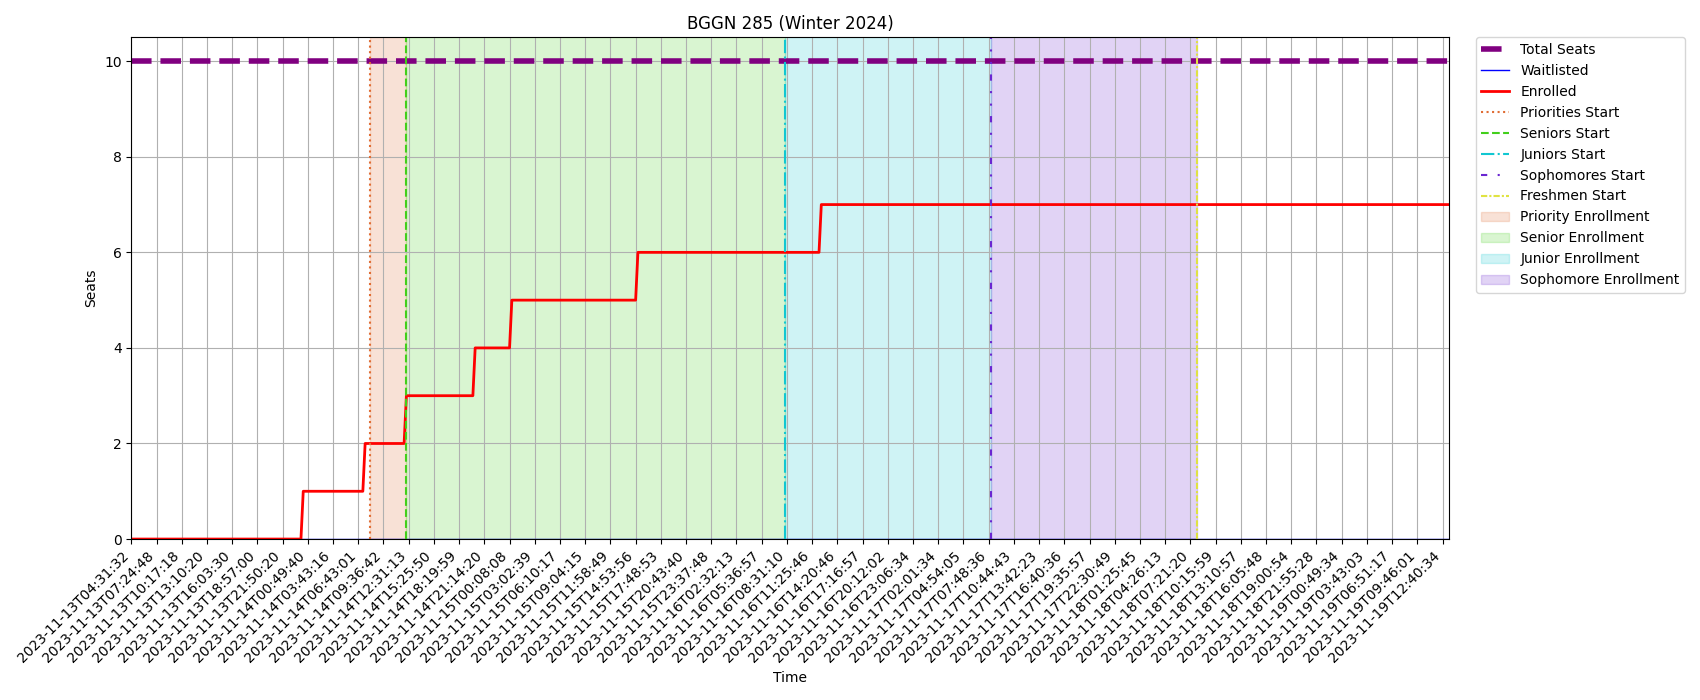 BGGN 285 (Winter 2024)
10
8
6
4
2
0
Seats
2023-11-13T04:31:32
2023-11-13T07:24:48
2023-11-13T10:17:18
2023-11-13T13:10:20
2023-11-13T16:03:30
2023-11-13T18:57:00
2023-11-13T21:50:20
2023-11-14T00:49:40
2023-11-14T03:43:16
2023-11-14T06:43:01
2023-11-14T09:36:42
2023-11-14T12:31:13
2023-11-14T15:25:50
2023-11-14T18:19:59
2023-11-14T21:14:20
2023-11-15T00:08:08
2023-11-15T03:02:39
2023-11-15T06:10:17
2023-11-15T09:04:15
2023-11-15T11:58:49
2023-11-15T14:53:56
2023-11-15T17:48:53
2023-11-15T20:43:40
2023-11-15T23:37:48
2023-11-16T02:32:13
2023-11-16T05:36:57
2023-11-16T08:31:10
2023-11-16T11:25:46
2023-11-16T14:20:46
2023-11-16T17:16:57
2023-11-16T20:12:02
2023-11-16T23:06:34
2023-11-17T02:01:34
2023-11-17T04:54:05
2023-11-17T07:48:36
2023-11-17T10:44:43
2023-11-17T13:42:23
2023-11-17T16:40:36
2023-11-17T19:35:57
2023-11-17T22:30:49
2023-11-18T01:25:45
2023-11-18T04:26:13
2023-11-18T07:21:20
2023-11-18T10:15:59
2023-11-18T13:10:57
2023-11-18T16:05:48
2023-11-18T19:00:54
2023-11-18T21:55:28
2023-11-19T00:49:34
2023-11-19T03:43:03
2023-11-19T06:51:17
2023-11-19T09:46:01
2023-11-19T12:40:34
Time
Total Seats
Waitlisted
Enrolled
Priorities Start
Seniors Start
Juniors Start
Sophomores Start
Freshmen Start
Priority Enrollment
Senior Enrollment
Junior Enrollment
Sophomore Enrollment